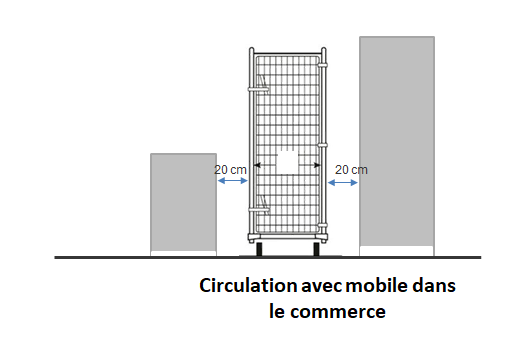 20 cm 20 cm
Circulation avec mobile dans
le commerce